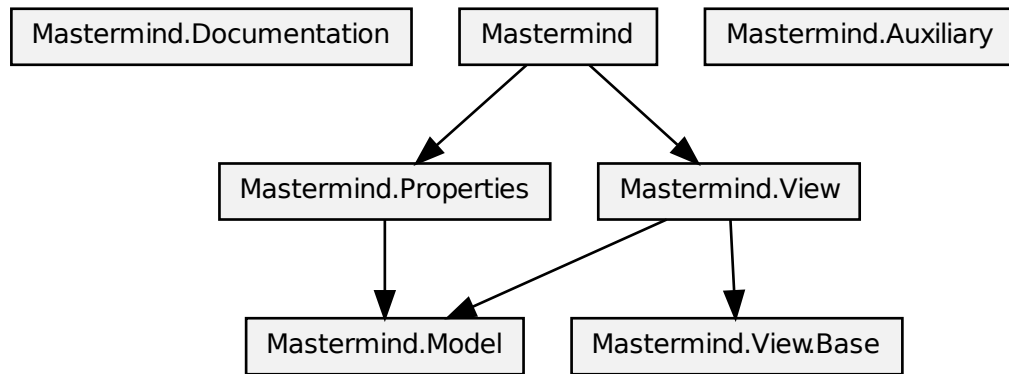 Mastermind.Documentation
Mastermind
Mastermind.Auxiliary
Mastermind.Properties
Mastermind.View
Mastermind.Model
Mastermind.View.Base